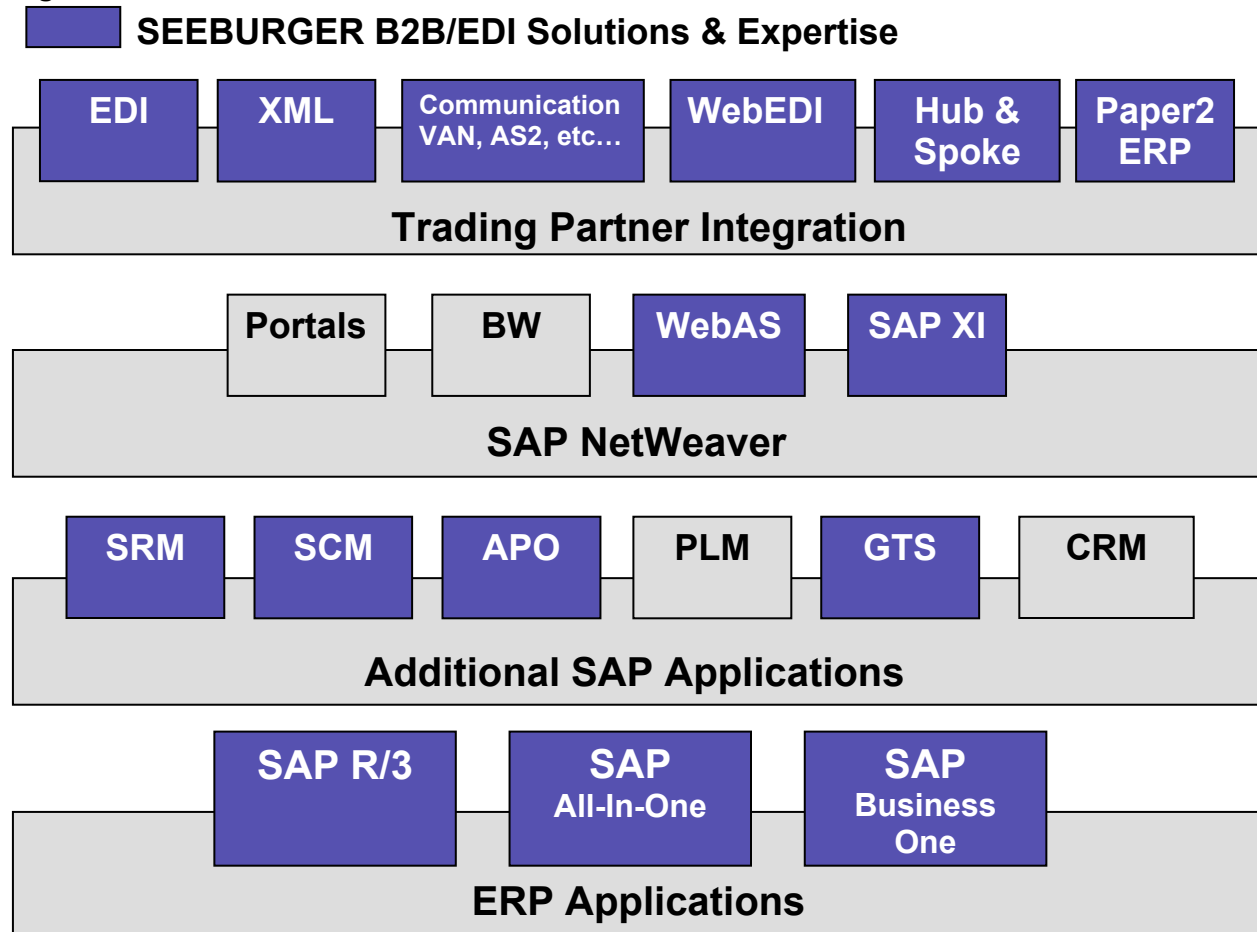 SEEBURGER B2B/EDI Solutions & Expertise
EDI
XML
Communication
VAN, AS2, etc…
WebEDI
Hub &
Spoke
Paper2
ERP
Trading Partner Integration
Portals
BW
WebAS
SAP XI
SAP NetWeaver
SRM
SCM
APO
PLM
GTS
CRM
Additional SAP Applications
SAP R/3
SAP
All-In-One
SAP
Business
One
ERP Applications